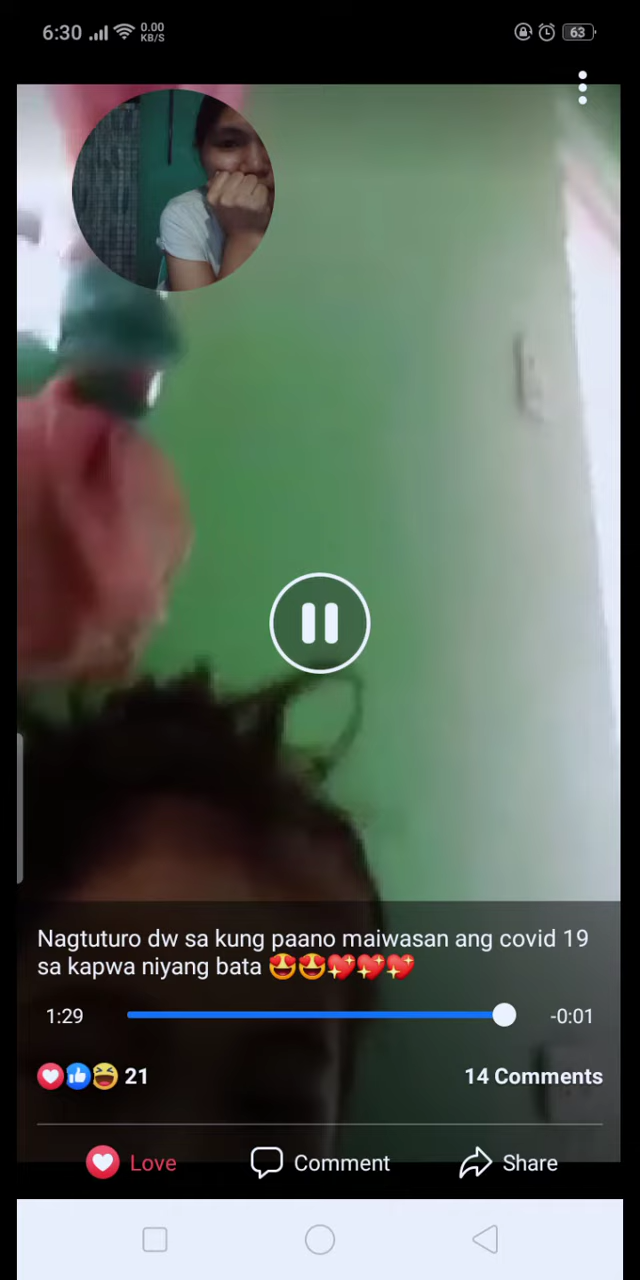 6:30 0.00 KB/S 63
Nagtuturo dw sa kung paano maiwasan ang covid 19
sa kapwa niyang bata 🤩🤩💖💖💖
1:29 -0:01
21 14 Comments
Love Comment Share